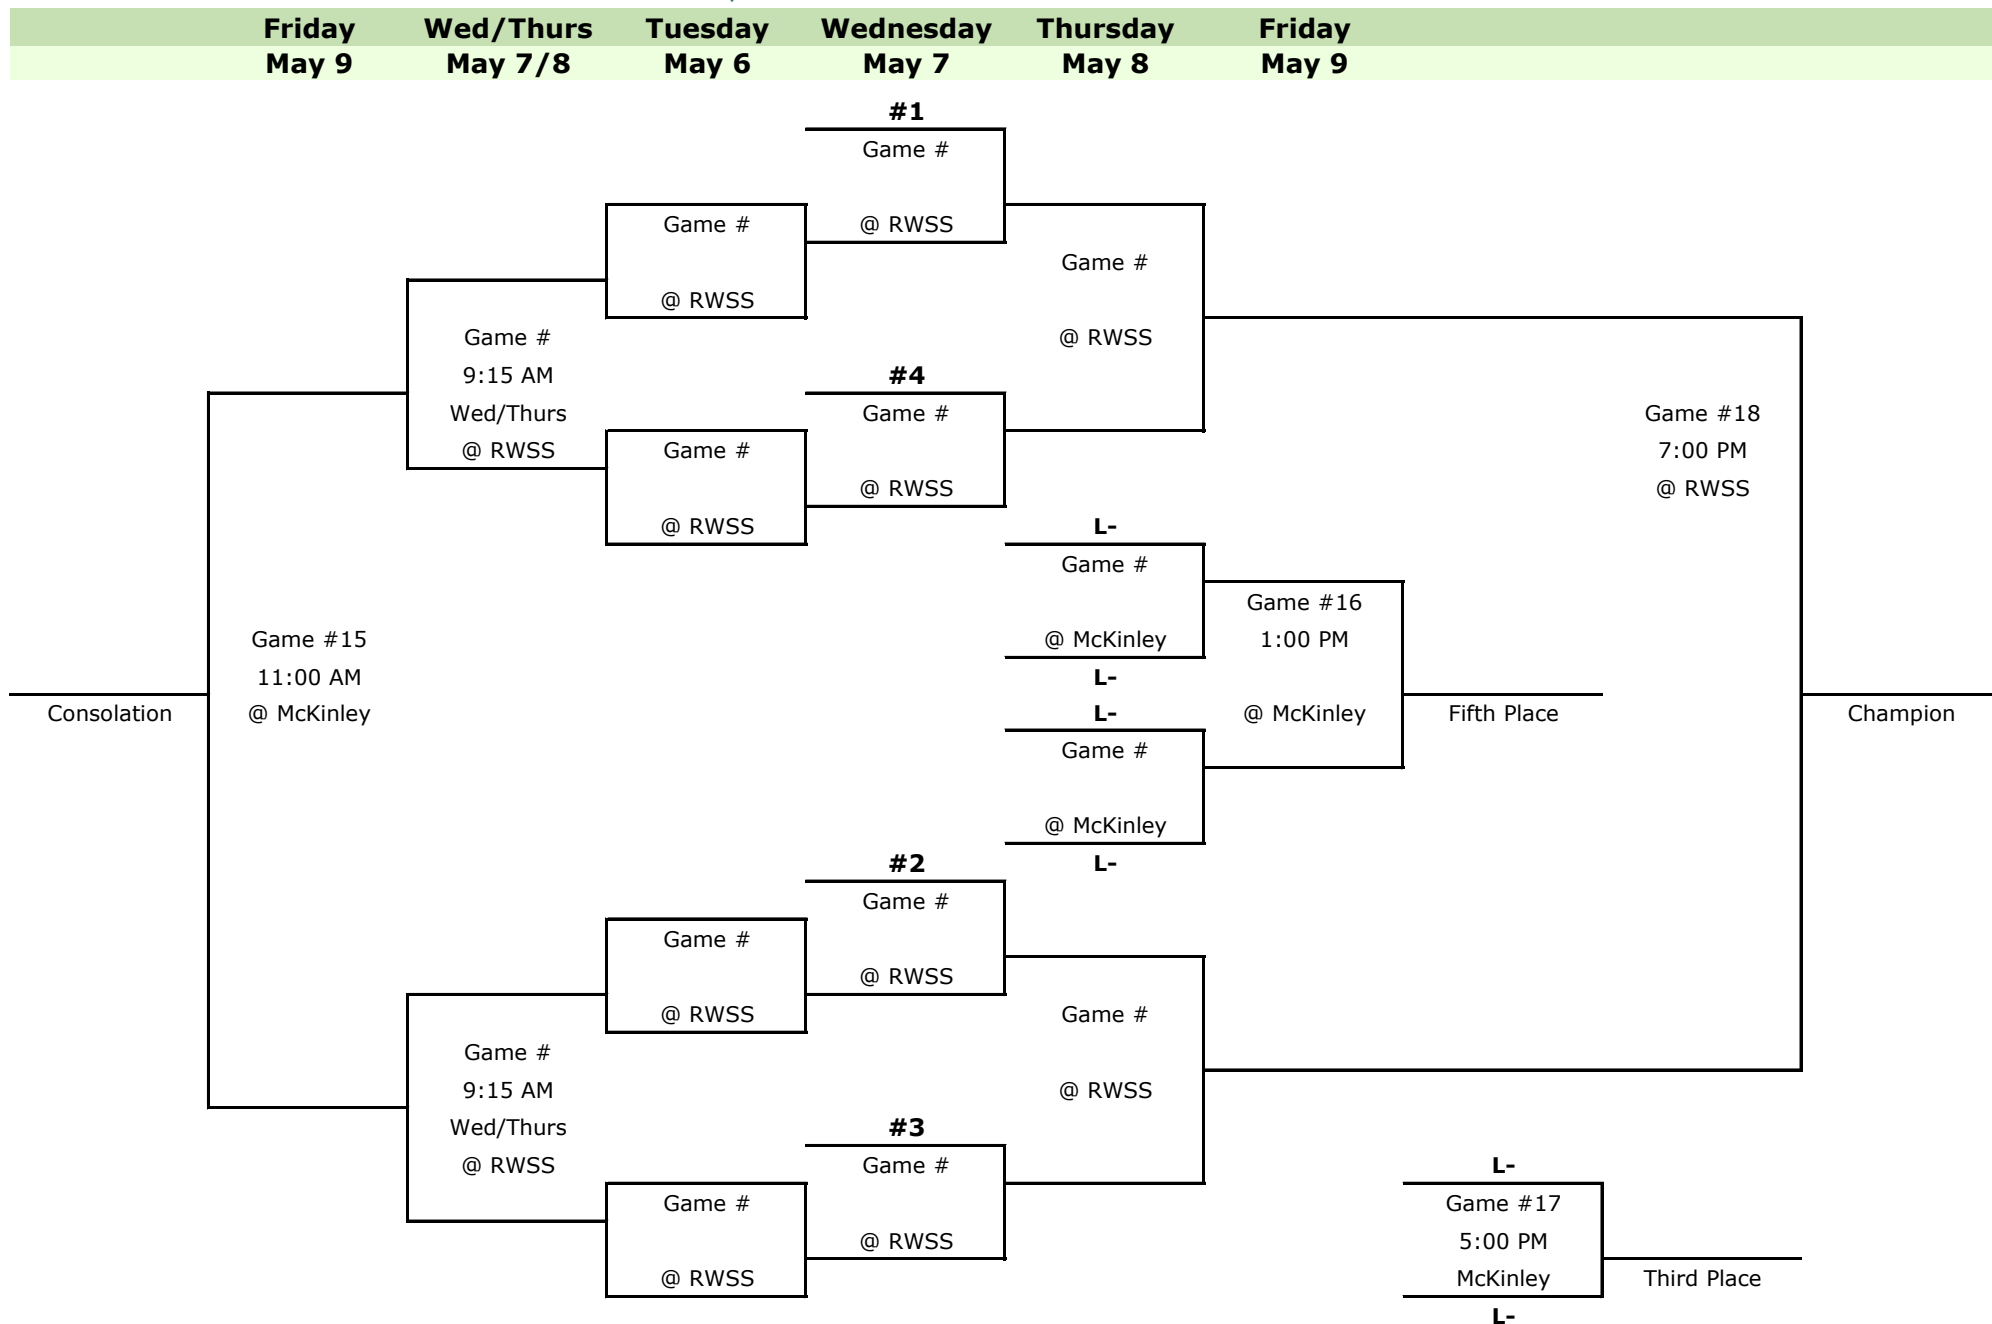 Friday Wed/Thurs Tuesday Wednesday Thursday Friday
May 9 May 7/8 May 6 May 7 May 8 May 9
#1
Game #
Game # @ RWSS
Game #
@ RWSS
Game # @ RWSS
9:15 AM #4
Wed/Thurs Game # Game #18
@ RWSS Game # 7:00 PM
@ RWSS @ RWSS
@ RWSS L-
Game #
Game #16
Game #15 @ McKinley 1:00 PM
11:00 AM L-
Consolation @ McKinley L- @ McKinley Fifth Place Champion
Game #
@ McKinley
#2 L-
Game #
Game #
@ RWSS
@ RWSS Game #
Game #
9:15 AM @ RWSS
Wed/Thurs #3
@ RWSS Game # L-
Game # Game #17
@ RWSS 5:00 PM
@ RWSS McKinley Third Place
L-